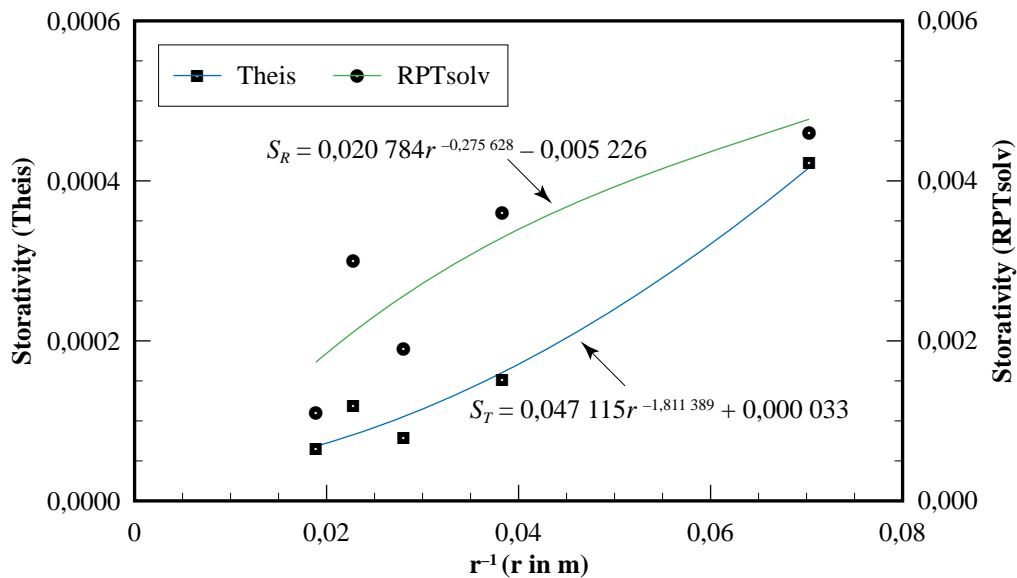 0,0006
0,006
Theis
RPTsolv
S_R = 0,020 784r^–0,275 628 – 0,005 226
0,0004
0,004
Storativity (Theis)
Storativity (RPTsolv)
0,0002
0,002
S_T = 0,047 115r^–1,811 389 + 0,000 033
0,0000
0,000
0
0,02
0,04
0,06
0,08
r^–1 (r in m)